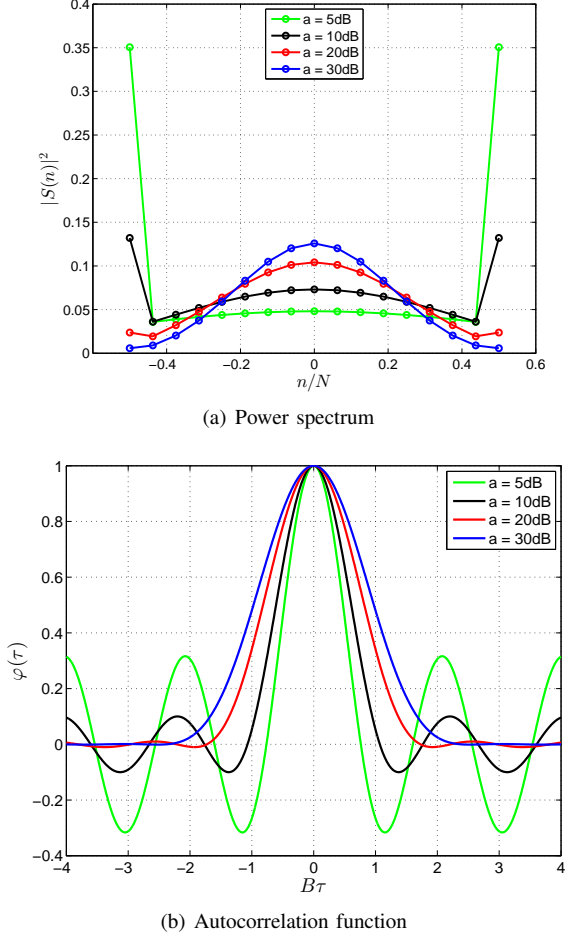 a = 5dB
a = 10dB
a = 20dB
a = 30dB
0.4
0.35
0.3
0.25
0.2
0.15
0.1
0.05
0
|S(n)|²
−0.4 −0.2 0 0.2 0.4 0.6
n/N
(a) Power spectrum
a = 5dB
a = 10dB
a = 20dB
a = 30dB
1
0.8
0.6
0.4
0.2
0
−0.2
−0.4
φ(τ)
−4 −3 −2 −1 0 1 2 3 4
Bτ
(b) Autocorrelation function